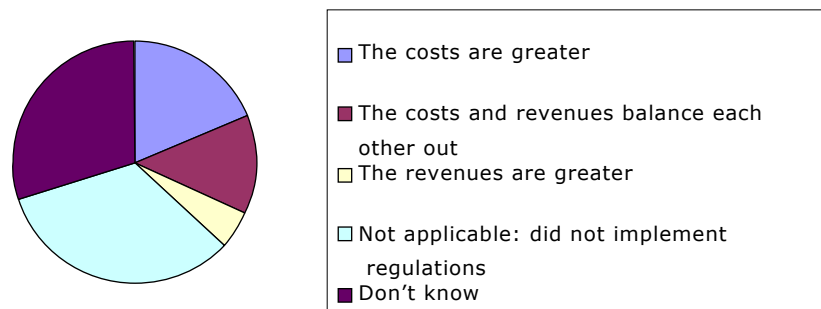 The costs are greater
The costs and revenues balance each
other out
The revenues are greater
Not applicable: did not implement
regulations
Don't know